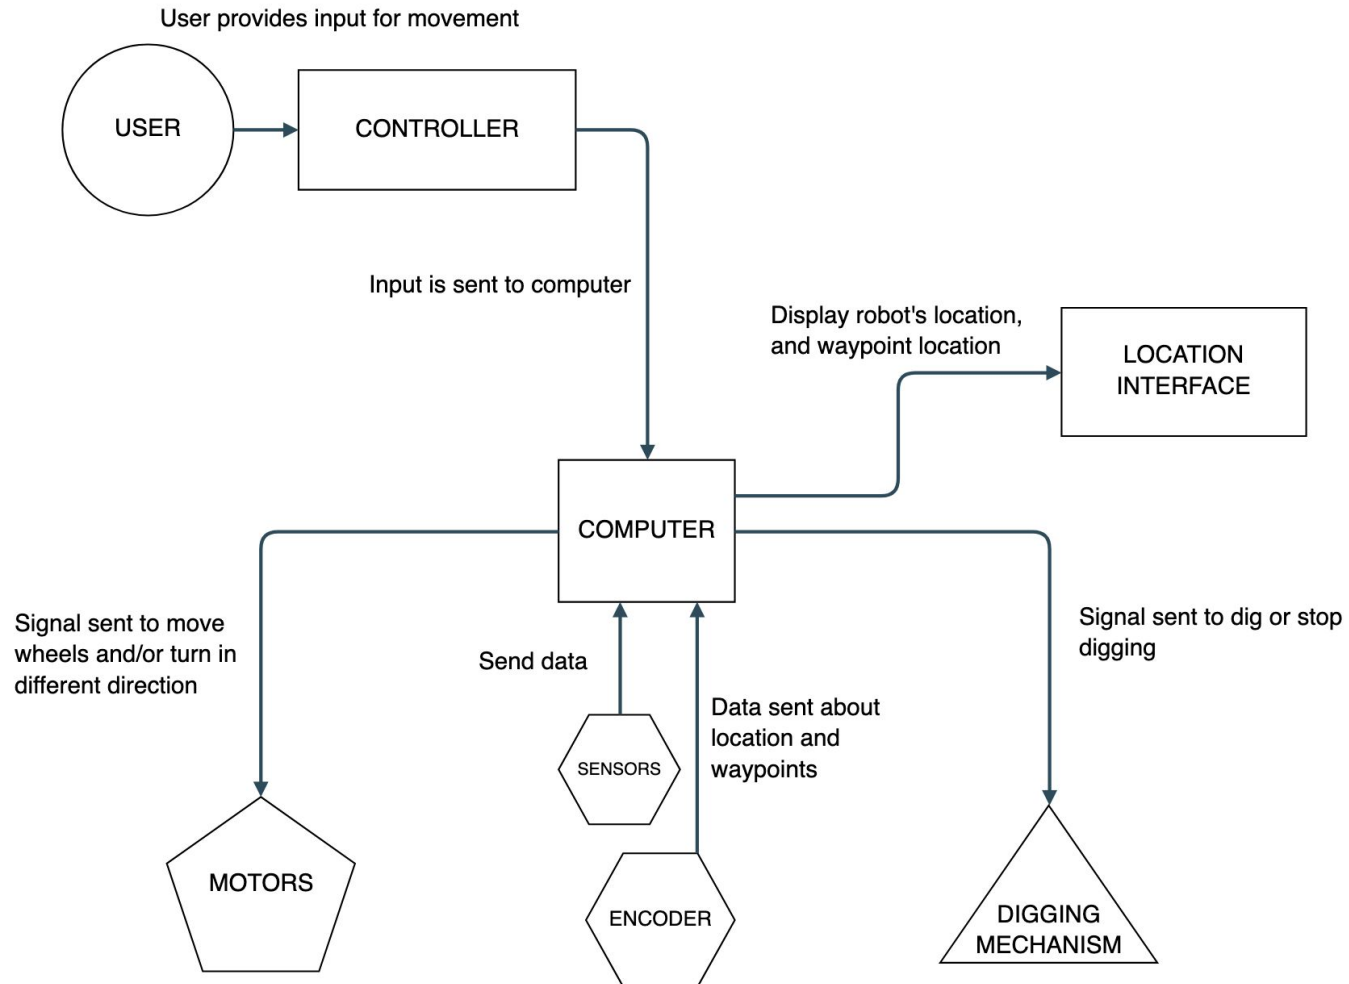 User provides input for movement
USER
CONTROLLER
Input is sent to computer
Display robot's location,
and waypoint location
LOCATION
INTERFACE
COMPUTER
Signal sent to move
wheels and/or turn in
different direction
Send data
Signal sent to dig or stop
digging
Data sent about
location and
waypoints
SENSORS
MOTORS
ENCODER
DIGGING
MECHANISM